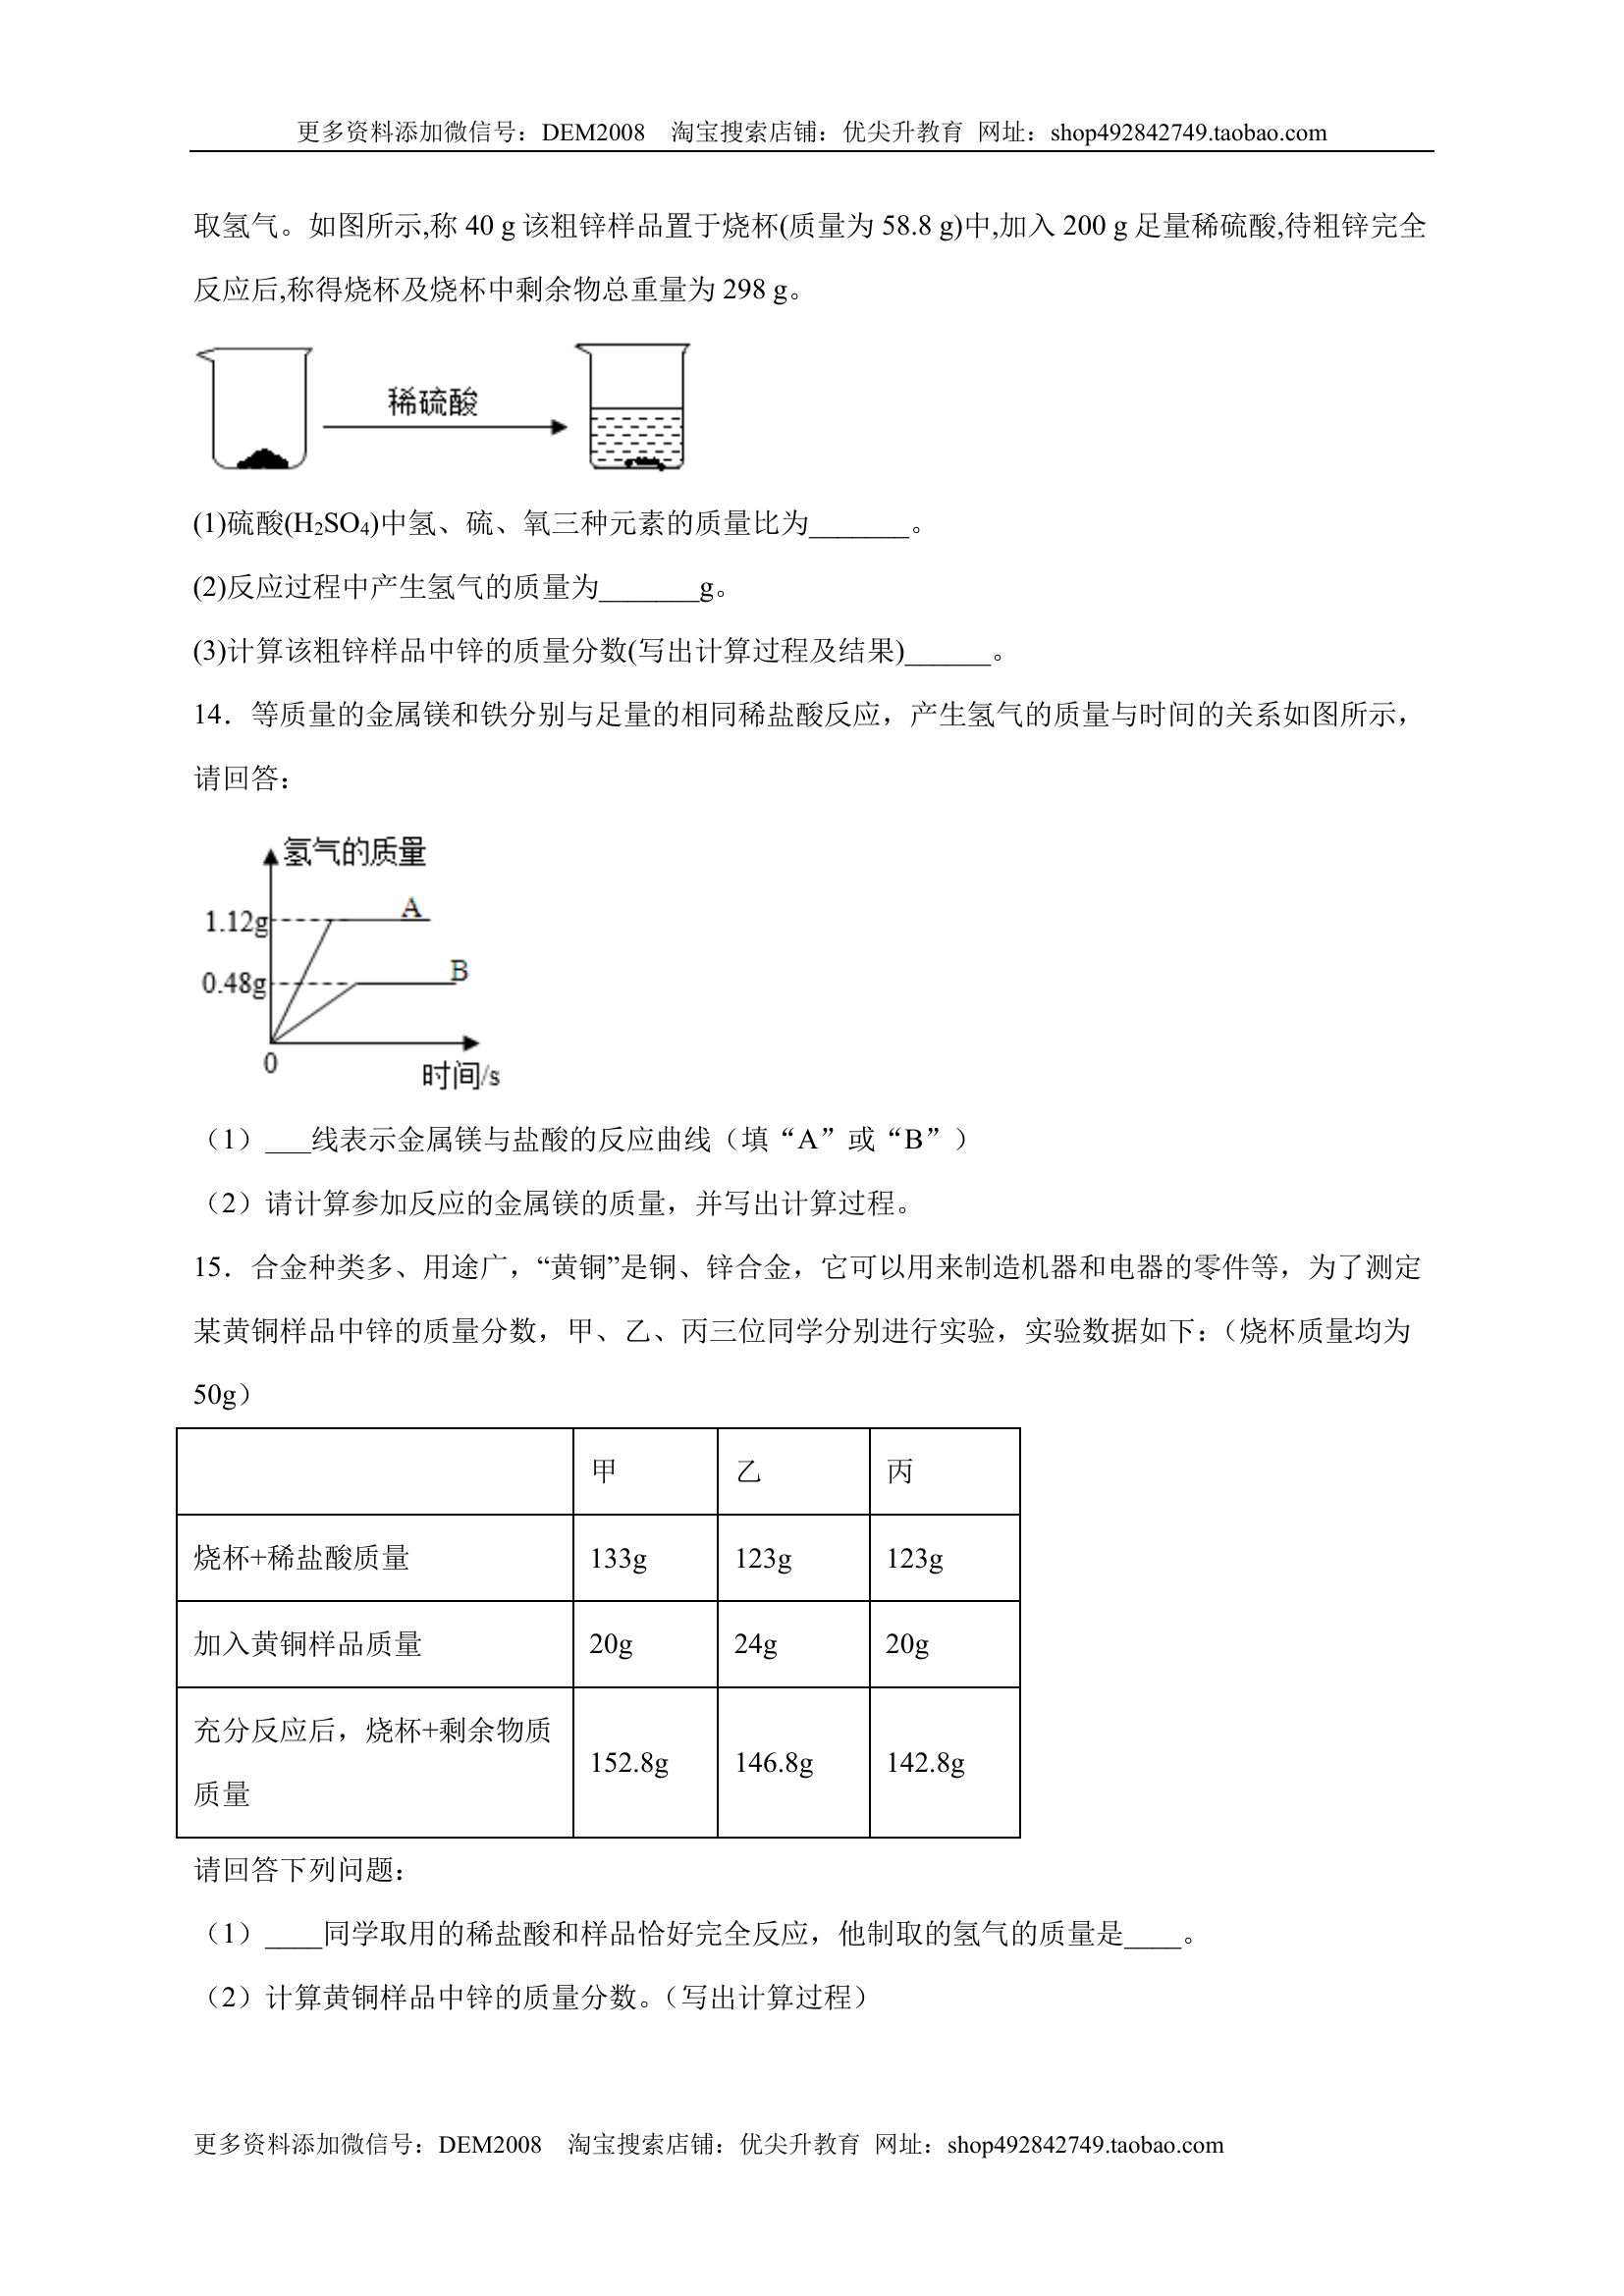 更多资料添加微信号：DEM2008 淘宝搜索店铺：优尖升教育 网址：shop492842749.taobao.com
取氢气。如图所示,称 40 g 该粗锌样品置于烧杯(质量为 58.8 g)中,加入 200 g 足量稀硫酸,待粗锌完全
反应后,称得烧杯及烧杯中剩余物总重量为 298 g。
稀硫酸
(1)硫酸(H₂SO₄)中氢、硫、氧三种元素的质量比为_______。
(2)反应过程中产生氢气的质量为_______g。
(3)计算该粗锌样品中锌的质量分数(写出计算过程及结果)______。
14．等质量的金属镁和铁分别与足量的相同稀盐酸反应，产生氢气的质量与时间的关系如图所示，
请回答：
氢气的质量
1.12g
A
0.48g
B
0
时间/s
（1）___线表示金属镁与盐酸的反应曲线（填“A”或“B”）
（2）请计算参加反应的金属镁的质量，并写出计算过程。
15．合金种类多、用途广，“黄铜”是铜、锌合金，它可以用来制造机器和电器的零件等，为了测定
某黄铜样品中锌的质量分数，甲、乙、丙三位同学分别进行实验，实验数据如下：（烧杯质量均为
50g）
甲 乙 丙
烧杯+稀盐酸质量 133g 123g 123g
加入黄铜样品质量 20g 24g 20g
充分反应后，烧杯+剩余物质
质量 152.8g 146.8g 142.8g
请回答下列问题：
（1）____同学取用的稀盐酸和样品恰好完全反应，他制取的氢气的质量是____。
（2）计算黄铜样品中锌的质量分数。（写出计算过程）
更多资料添加微信号：DEM2008 淘宝搜索店铺：优尖升教育 网址：shop492842749.taobao.com